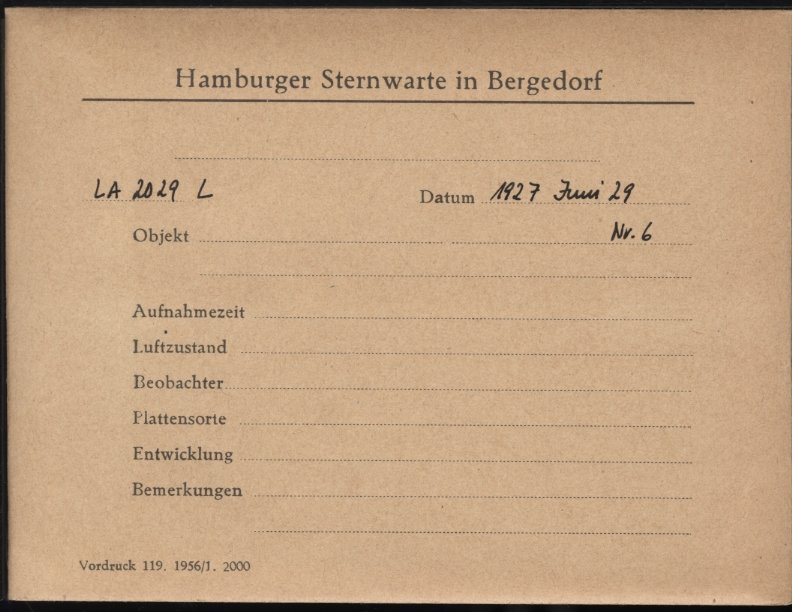 Hamburger Sternwarte in Bergedorf
LA 2029 L Datum 1927 Juni 29
Objekt Nr. 6
Aufnahmezeit
Luftzustand
Beobachter
Plattensorte
Entwicklung
Bemerkungen
Vordruck 119. 1956/1. 2000